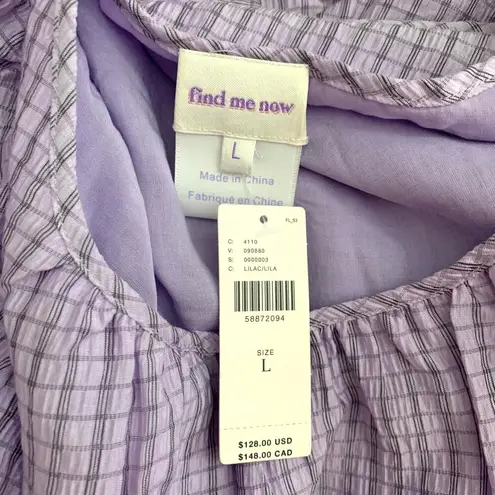 find me now
L
Made in China
Fabriqué en Chine
FL_53
C: 4110
V: 090880
S: 0000003
C: LILAC/LILA
58872094
SIZE
L
$128.00 USD
$148.00 CAD